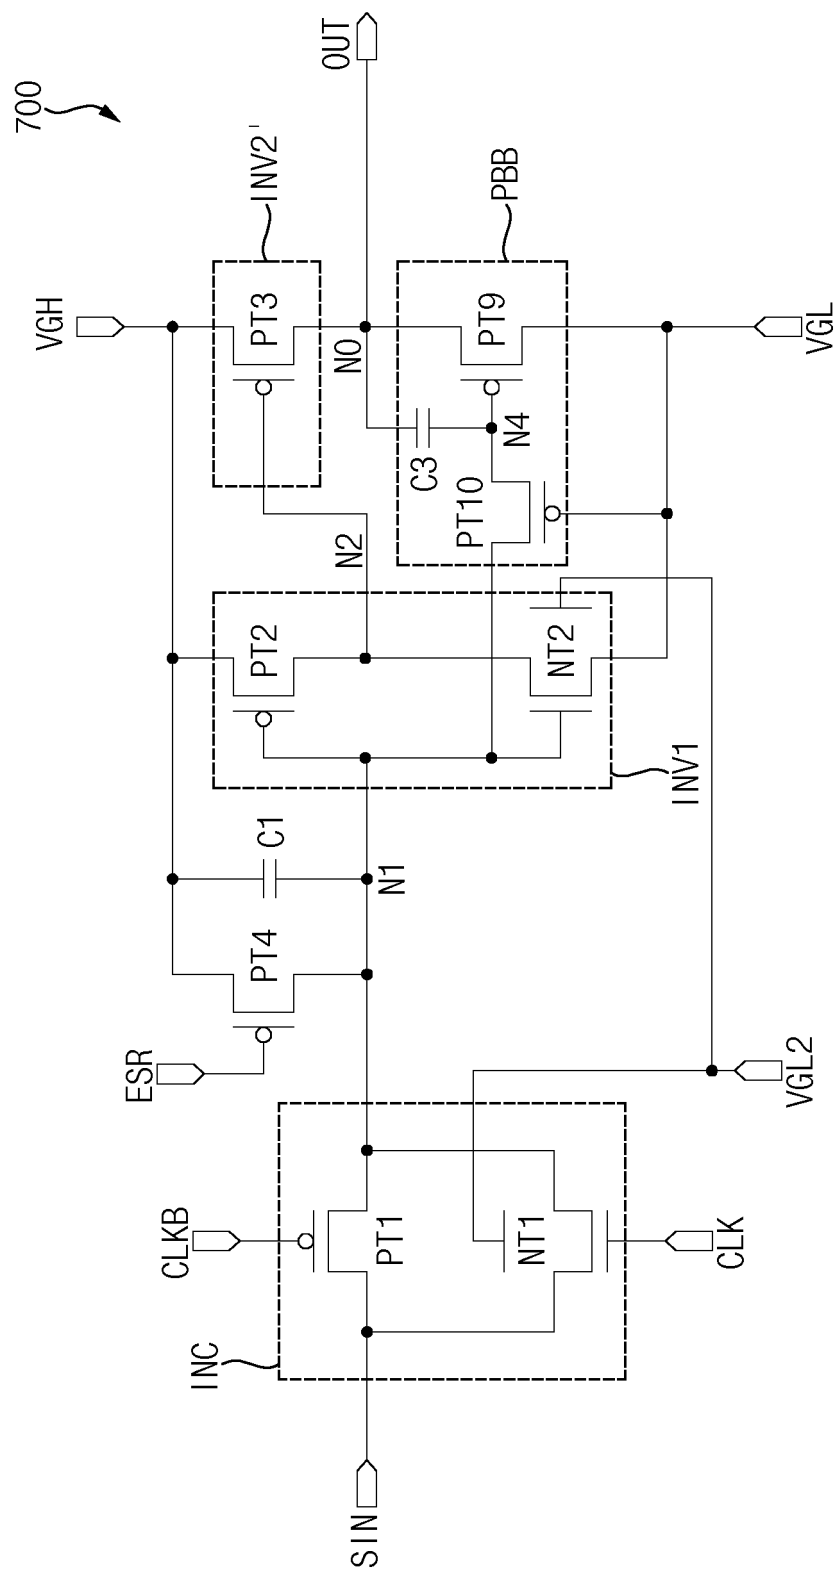 700
VGH
INV2'
OUT
PT3
N0
PBB
PT9
C3
N4
PT10
VGL
N2
PT2
NT2
INV1
C1
N1
PT4
ESR
VGL2
CLKB
PT1
NT1
CLK
INC
SIN